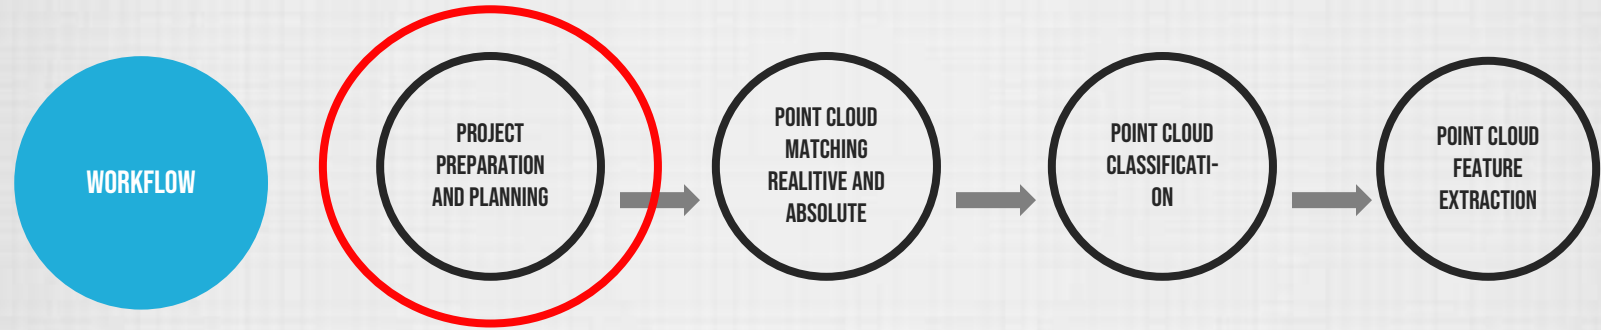 WORKFLOW
PROJECT
PREPARATION
AND PLANNING
POINT CLOUD
MATCHING
REALITIVE AND
ABSOLUTE
POINT CLOUD
CLASSIFICATI-
ON
POINT CLOUD
FEATURE
EXTRACTION